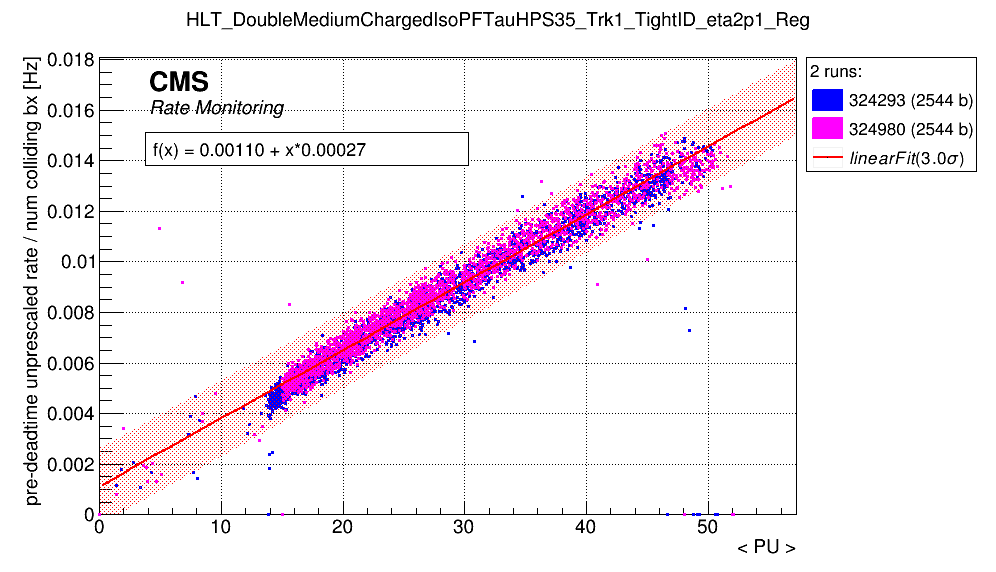 HLT_DoubleMediumChargedIsoPFTauHPS35_Trk1_TightID_eta2p1_Reg
pre-deadtime unprescaled rate / num colliding bx [Hz]
0.018
0.016
0.014
0.012
0.01
0.008
0.006
0.004
0.002
0
CMS
Rate Monitoring
f(x) = 0.00110 + x*0.00027
2 runs:
324293 (2544 b)
324980 (2544 b)
linearFit(3.0σ)
0 10 20 30 40 50
< PU >